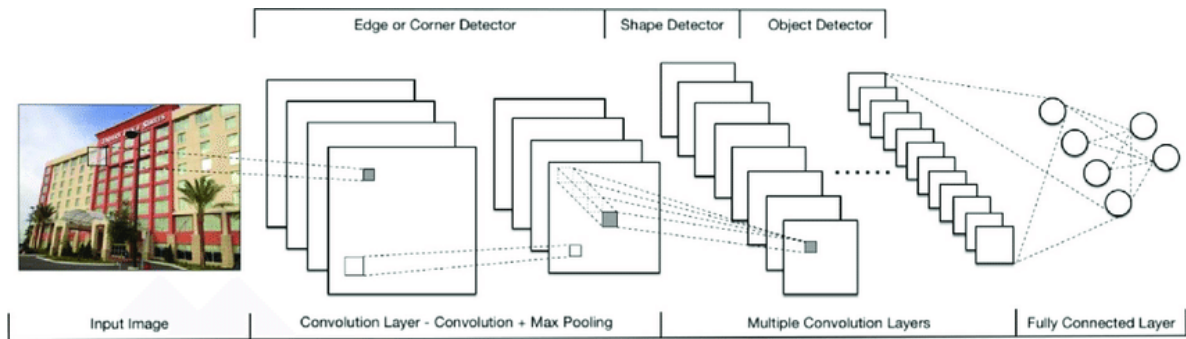 Edge or Corner Detector
Shape Detector
Object Detector
Input Image
Convolution Layer - Convolution + Max Pooling
Multiple Convolution Layers
Fully Connected Layer